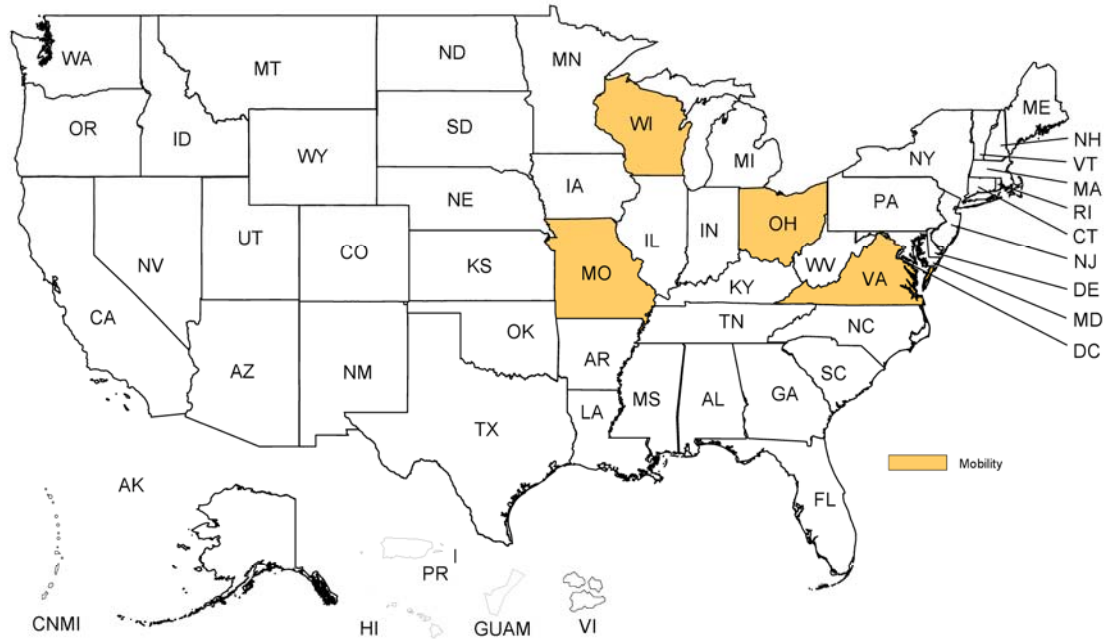 WA
MT
ND
MN
ME
OR
ID
SD
WI
MI
NY
NH
VT
WY
MA
IA
NE
PA
RI
OH
IN
IL
CT
NV
UT
CO
KS
MO
WV
VA
NJ
KY
DE
CA
MD
TN
NC
OK
AR
DC
AZ
NM
SC
MS
AL
GA
LA
TX
Mobility
AK
FL
I
PR
CNMI
HI
GUAM
VI